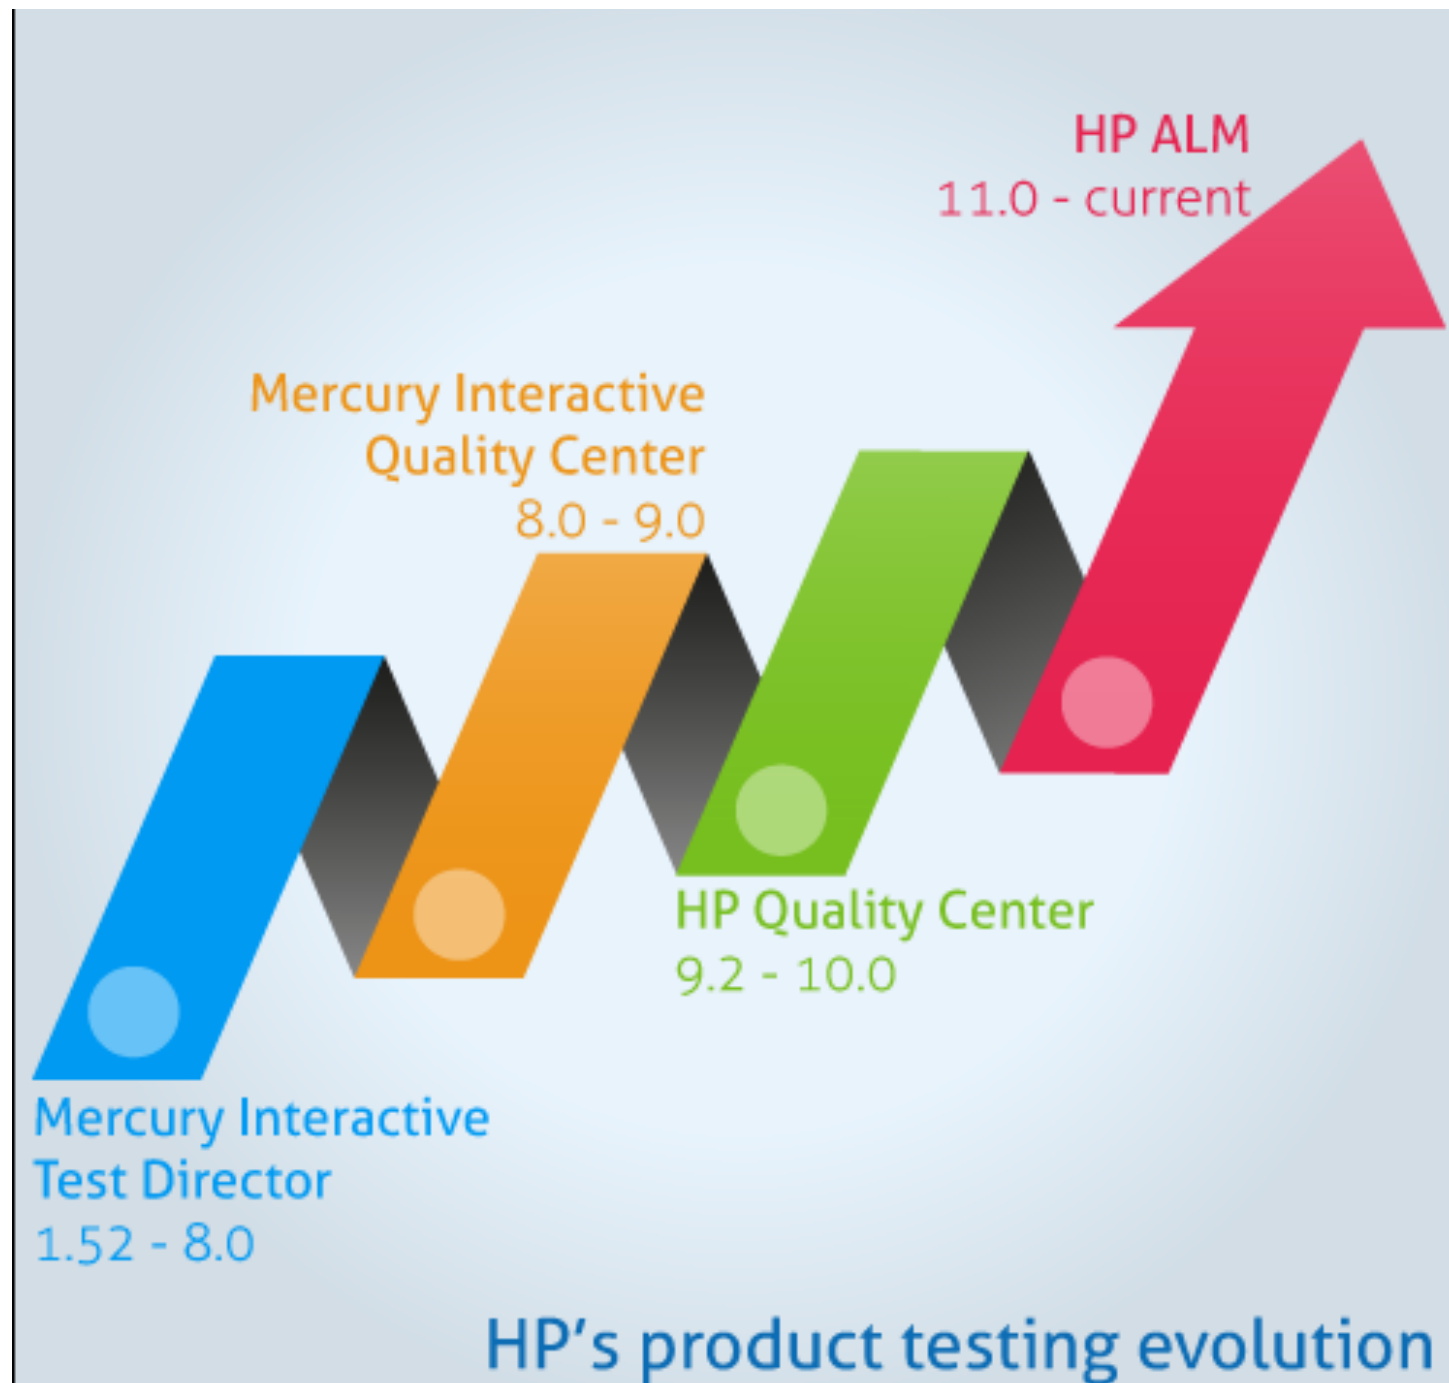 HP ALM
11.0 - current
Mercury Interactive
Quality Center
8.0 - 9.0
HP Quality Center
9.2 - 10.0
Mercury Interactive
Test Director
1.52 - 8.0
HP’s product testing evolution